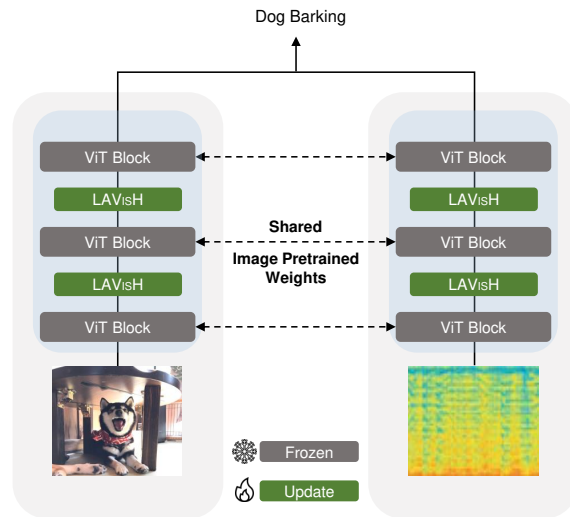 Dog Barking
ViT Block
ViT Block
LAVISH
LAVISH
Shared
ViT Block
ViT Block
Image Pretrained
Weights
LAVISH
LAVISH
ViT Block
ViT Block
Frozen
Update